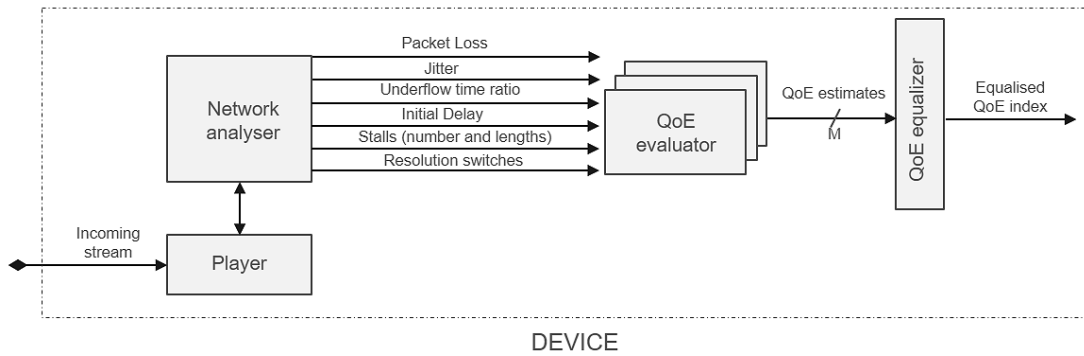 Packet Loss
Jitter
Underflow time ratio
Initial Delay
Stalls (number and lengths)
Resolution switches
Network
analyser
QoE
evaluator
QoE estimates
M
QoE equalizer
Equalised
QoE index
Incoming
stream
Player
DEVICE